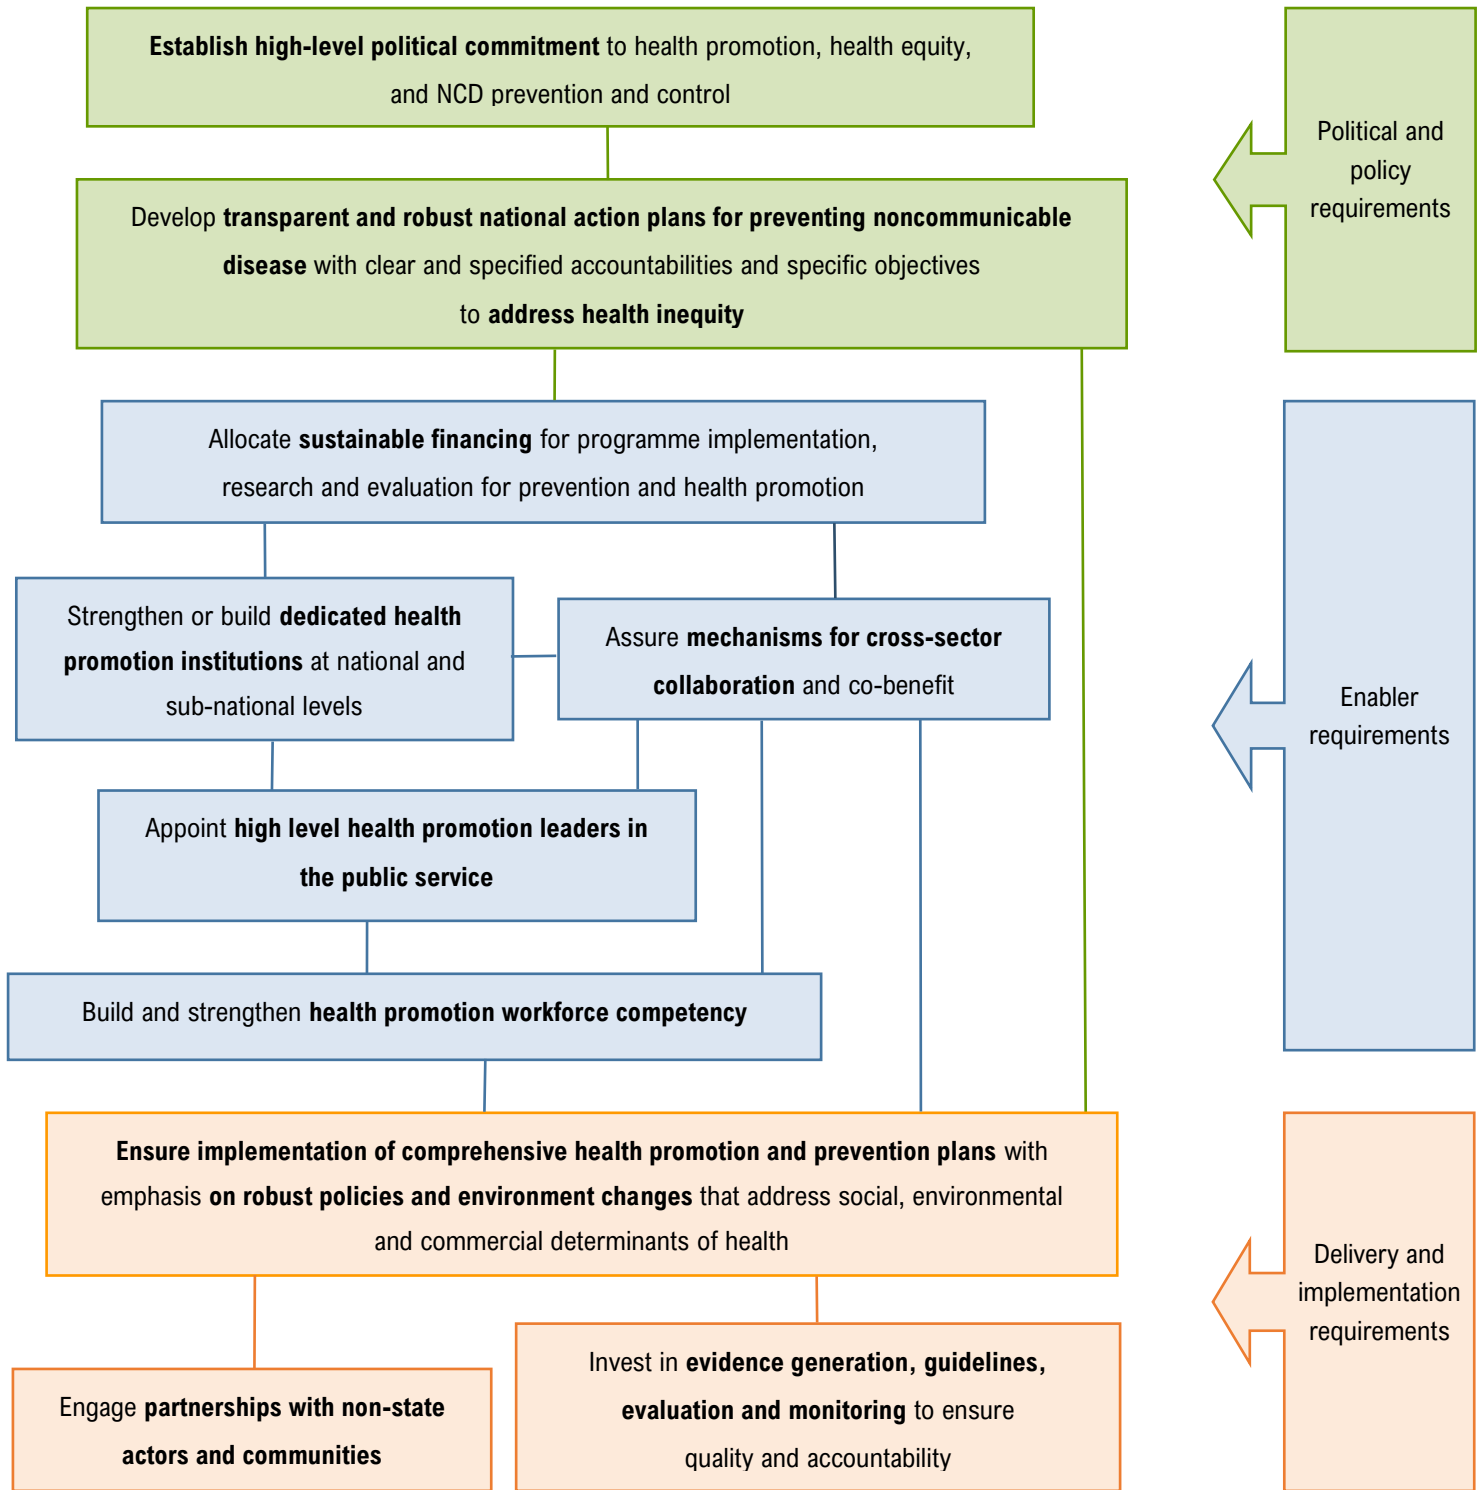 Establish high-level political commitment to health promotion, health equity,
and NCD prevention and control
Political and
policy
requirements
Develop transparent and robust national action plans for preventing noncommunicable
disease with clear and specified accountabilities and specific objectives
to address health inequity
Allocate sustainable financing for programme implementation,
research and evaluation for prevention and health promotion
Strengthen or build dedicated health
promotion institutions at national and
sub-national levels
Assure mechanisms for cross-sector
collaboration and co-benefit
Enabler
requirements
Appoint high level health promotion leaders in
the public service
Build and strengthen health promotion workforce competency
Ensure implementation of comprehensive health promotion and prevention plans with
emphasis on robust policies and environment changes that address social, environmental
and commercial determinants of health
Delivery and
implementation
requirements
Engage partnerships with non-state
actors and communities
Invest in evidence generation, guidelines,
evaluation and monitoring to ensure
quality and accountability